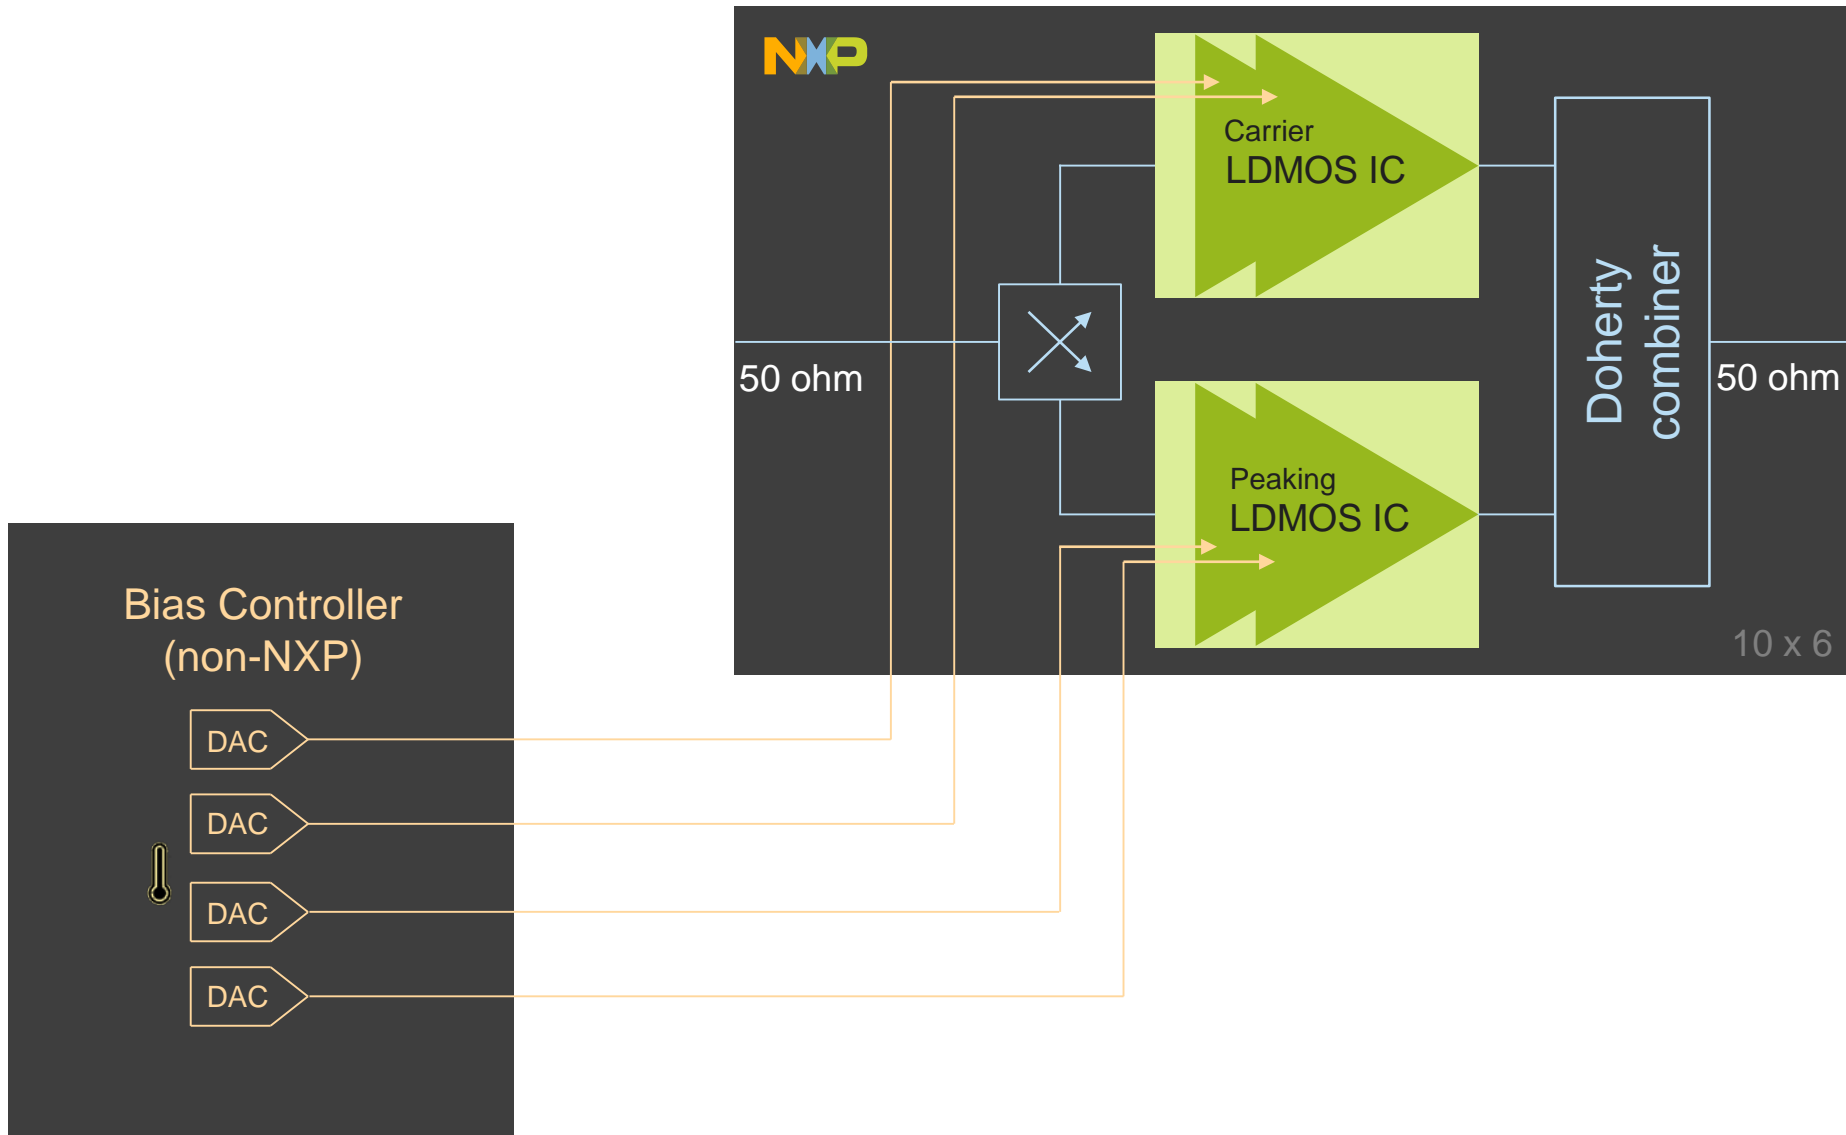 NXP
Carrier
LDMOS IC
50 ohm
Doherty
combiner
50 ohm
Peaking
LDMOS IC
10 x 6
Bias Controller
(non-NXP)
DAC
DAC
DAC
DAC